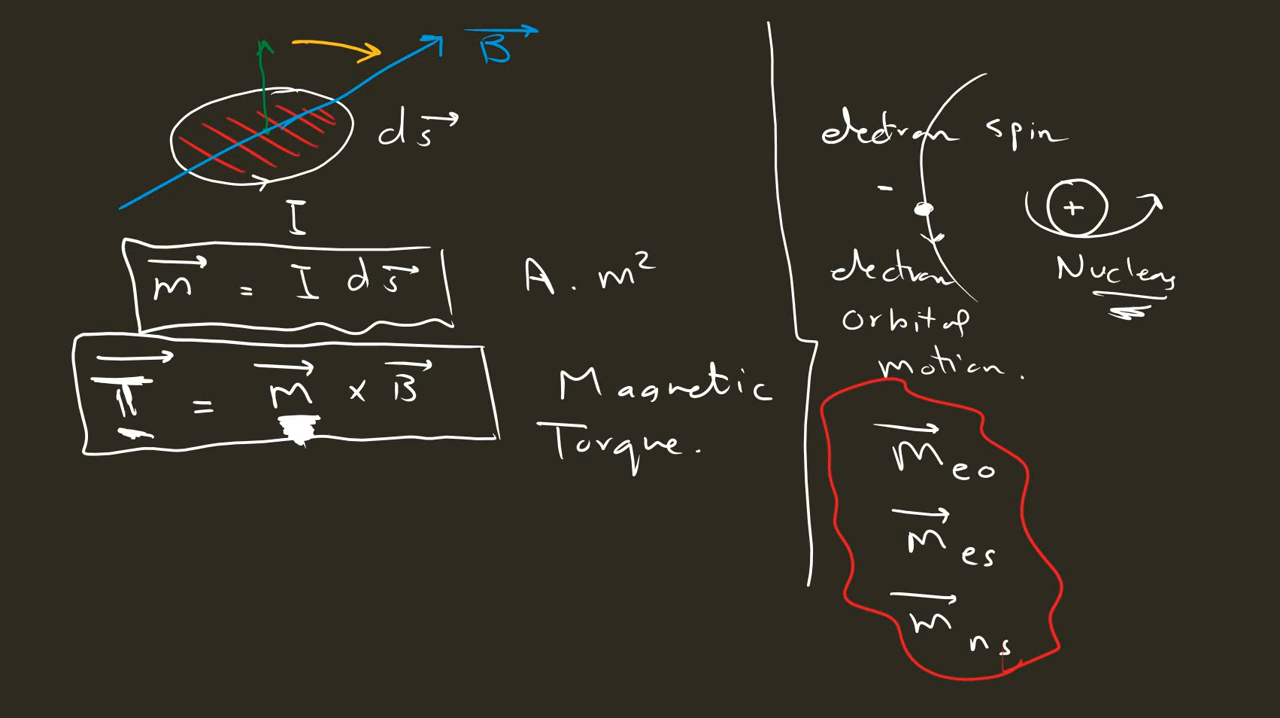 B⃗
ds⃗
I
m⃗ = I ds⃗
A.m²
T⃗ = m⃗ × B⃗
Magnetic
Torque.
electron spin
-
+
electron
Nucleus
orbital
motion.
m⃗ eo
m⃗ es
m⃗ ns